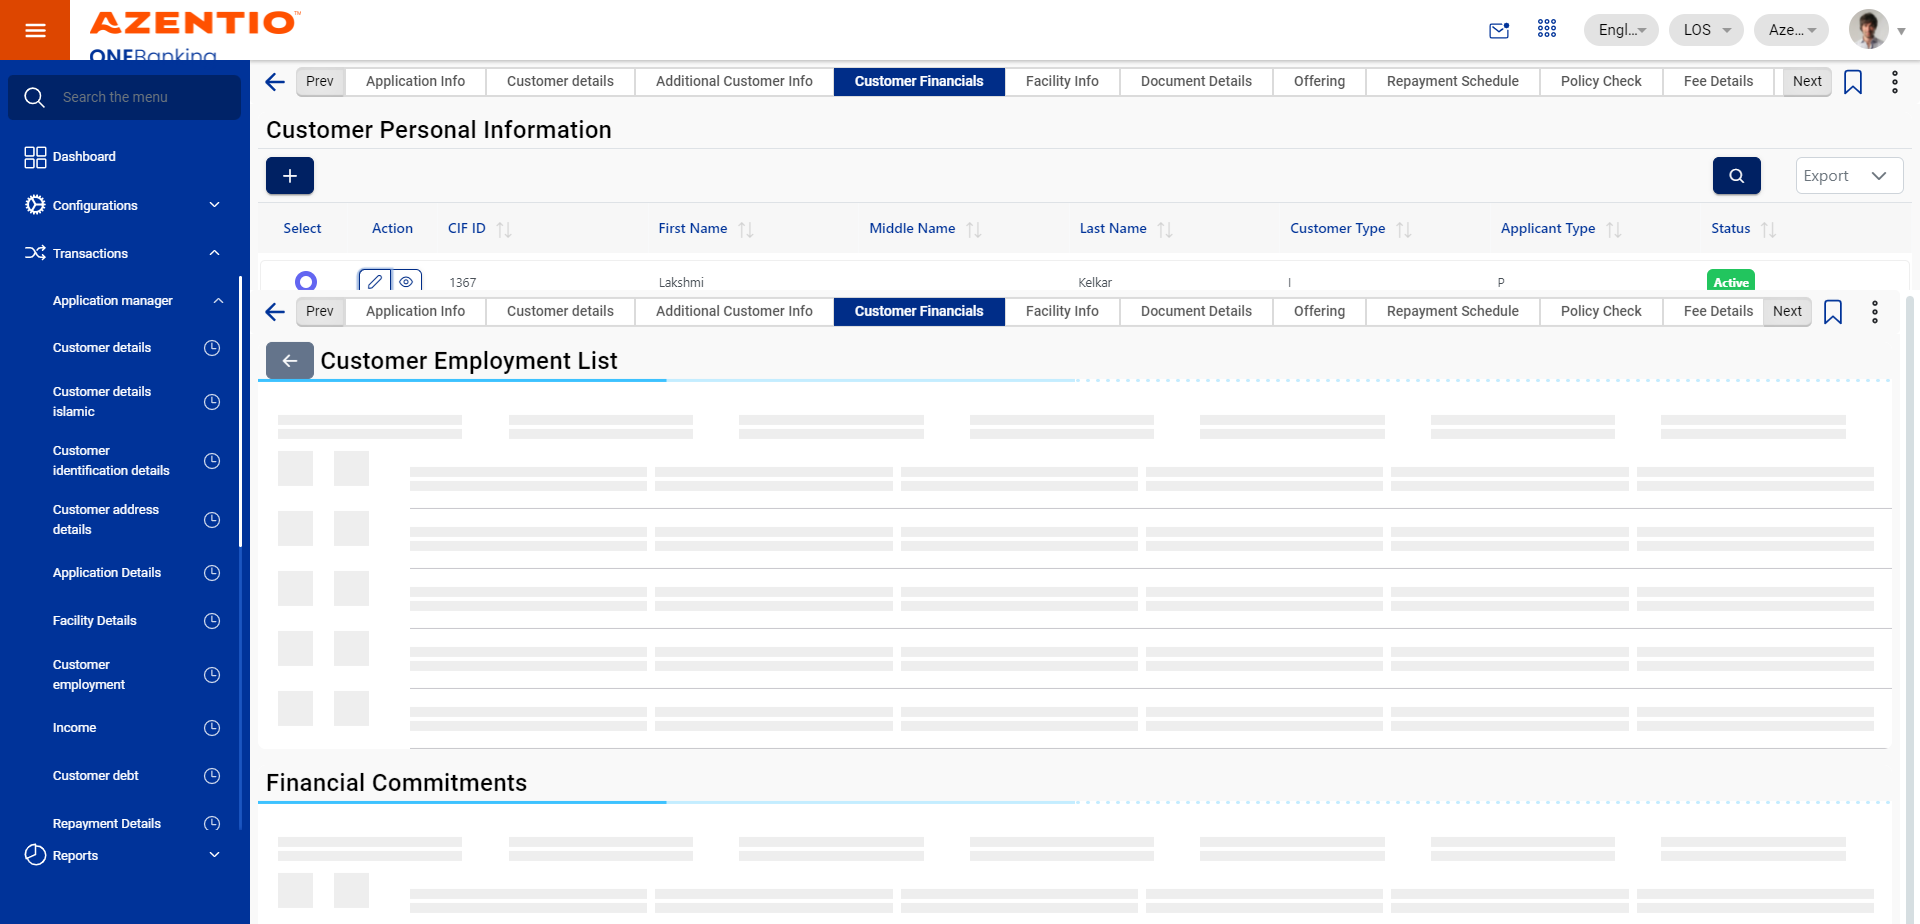 AZENTIO™
ONEBanking
Engl...
LOS
Aze...
Search the menu
Dashboard
Configurations
Transactions
Application manager
Customer details
Customer details
islamic
Customer
identification details
Customer address
details
Application Details
Facility Details
Customer
employment
Income
Customer debt
Repayment Details
Reports
Prev
Application Info
Customer details
Additional Customer Info
Customer Financials
Facility Info
Document Details
Offering
Repayment Schedule
Policy Check
Fee Details
Next
Customer Personal Information
Export
Select
Action
CIF ID
First Name
Middle Name
Last Name
Customer Type
Applicant Type
Status
1367
Lakshmi
Kelkar
I
P
Active
Prev
Application Info
Customer details
Additional Customer Info
Customer Financials
Facility Info
Document Details
Offering
Repayment Schedule
Policy Check
Fee Details
Next
Customer Employment List
Financial Commitments